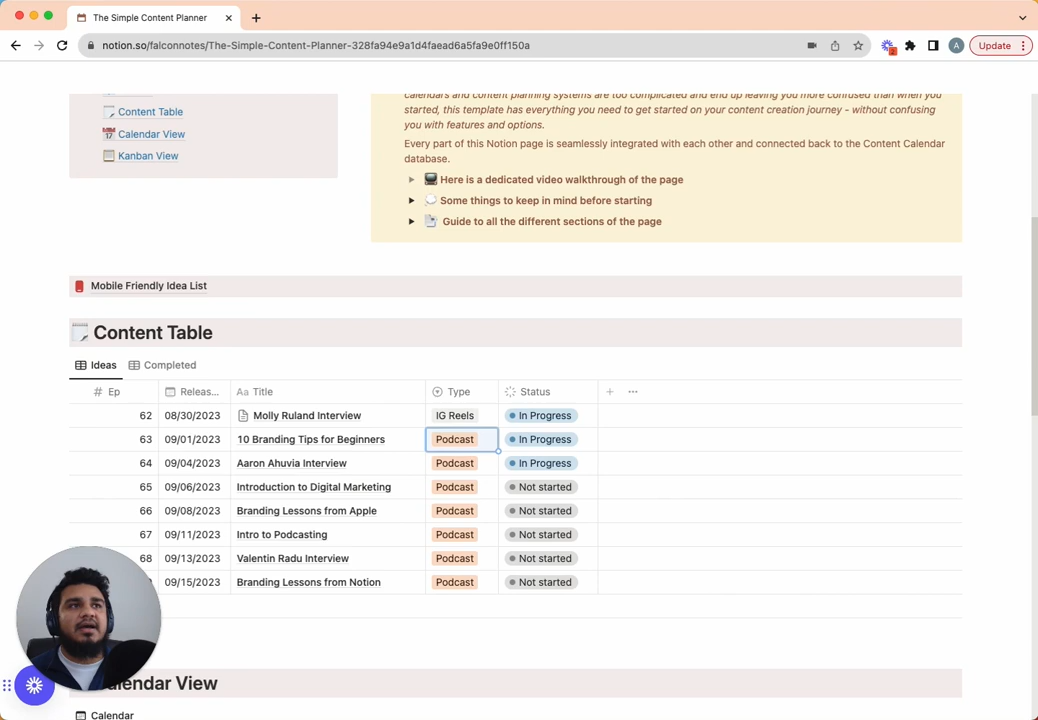 The Simple Content Planner
notion.so/falconnotes/The-Simple-Content-Planner-328fa94e9a1d4faead6a5fa9e0ff150a
2
A
Update
Content Table
Calendar View
Kanban View
calendars and content planning systems are too complicated and end up leaving you more confused than when you
started, this template has everything you need to get started on your content creation journey - without confusing
you with features and options.
Every part of this Notion page is seamlessly integrated with each other and connected back to the Content Calendar
database.
Here is a dedicated video walkthrough of the page
Some things to keep in mind before starting
Guide to all the different sections of the page
Mobile Friendly Idea List
Content Table
Ideas Completed
# Ep Releas... Aa Title Type Status + ...
62 08/30/2023 Molly Ruland Interview IG Reels In Progress
63 09/01/2023 10 Branding Tips for Beginners Podcast In Progress
64 09/04/2023 Aaron Ahuvia Interview Podcast In Progress
65 09/06/2023 Introduction to Digital Marketing Podcast Not started
66 09/08/2023 Branding Lessons from Apple Podcast Not started
67 09/11/2023 Intro to Podcasting Podcast Not started
68 09/13/2023 Valentin Radu Interview Podcast Not started
09/15/2023 Branding Lessons from Notion Podcast Not started
View
Calendar